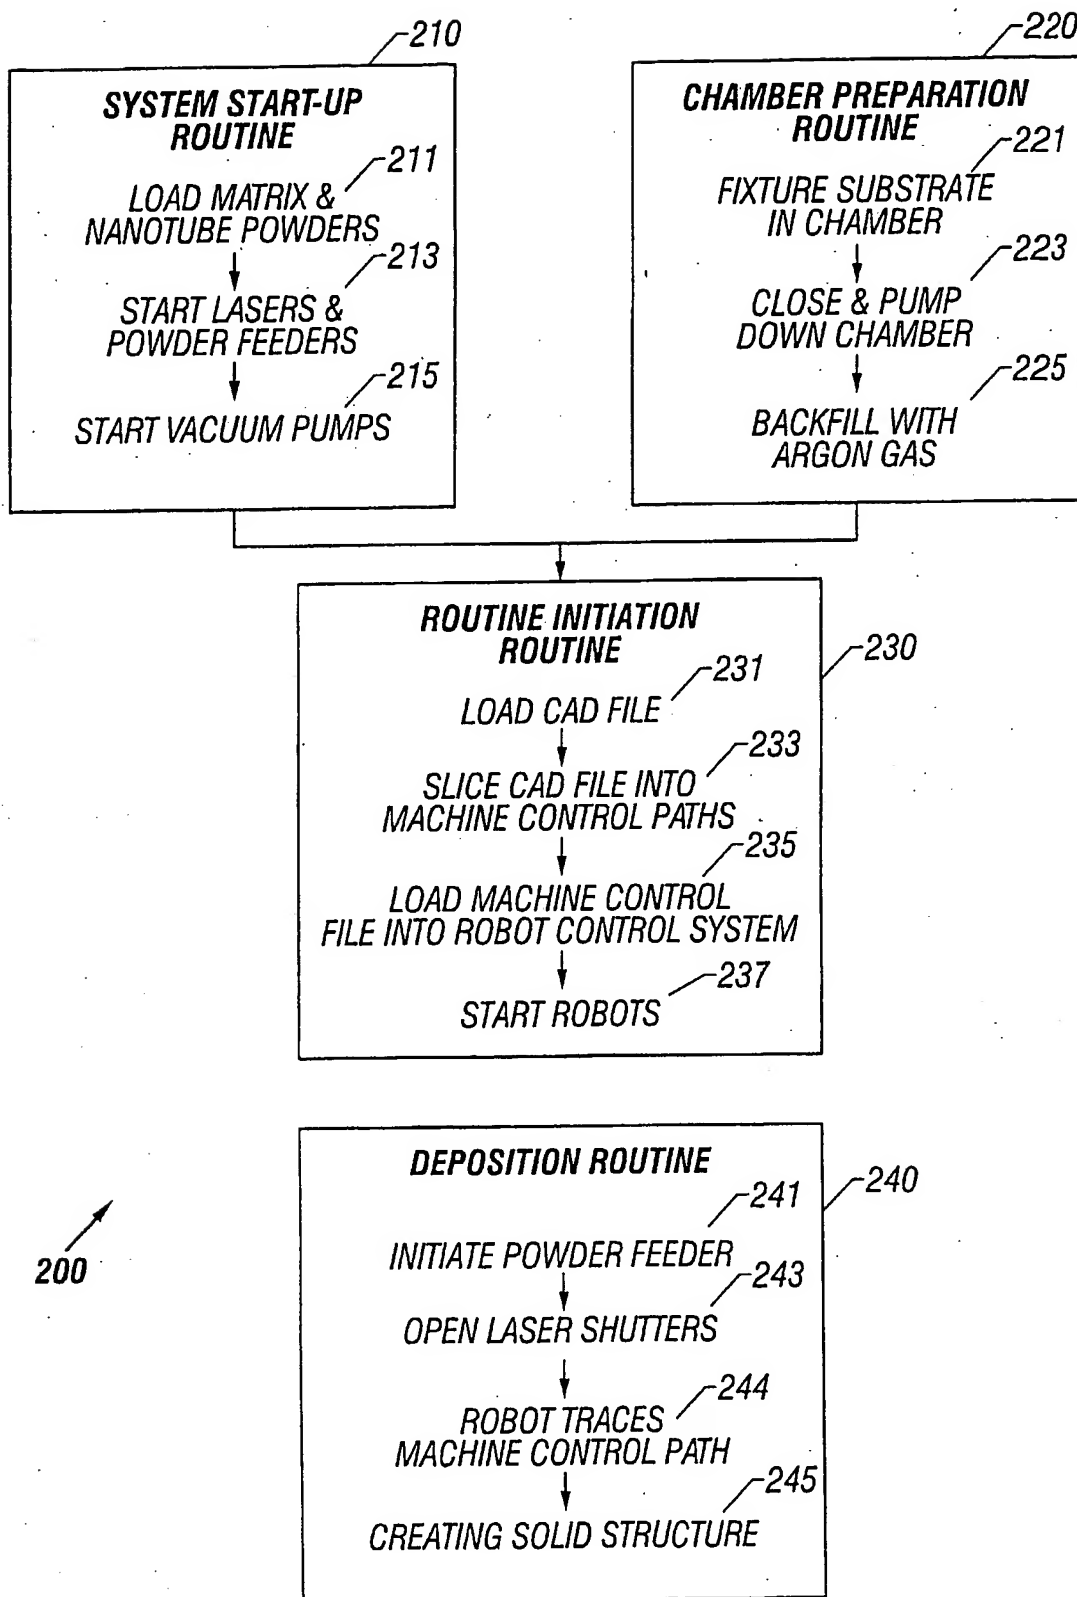 210
SYSTEM START-UP
ROUTINE
211
LOAD MATRIX &
NANOTUBE POWDERS
213
START LASERS &
POWDER FEEDERS
215
START VACUUM PUMPS
220
CHAMBER PREPARATION
ROUTINE
221
FIXTURE SUBSTRATE
IN CHAMBER
223
CLOSE & PUMP
DOWN CHAMBER
225
BACKFILL WITH
ARGON GAS
ROUTINE INITIATION
ROUTINE
230
231
LOAD CAD FILE
233
SLICE CAD FILE INTO
MACHINE CONTROL PATHS
235
LOAD MACHINE CONTROL
FILE INTO ROBOT CONTROL SYSTEM
237
START ROBOTS
DEPOSITION ROUTINE
240
241
INITIATE POWDER FEEDER
243
OPEN LASER SHUTTERS
244
ROBOT TRACES
MACHINE CONTROL PATH
245
CREATING SOLID STRUCTURE
200